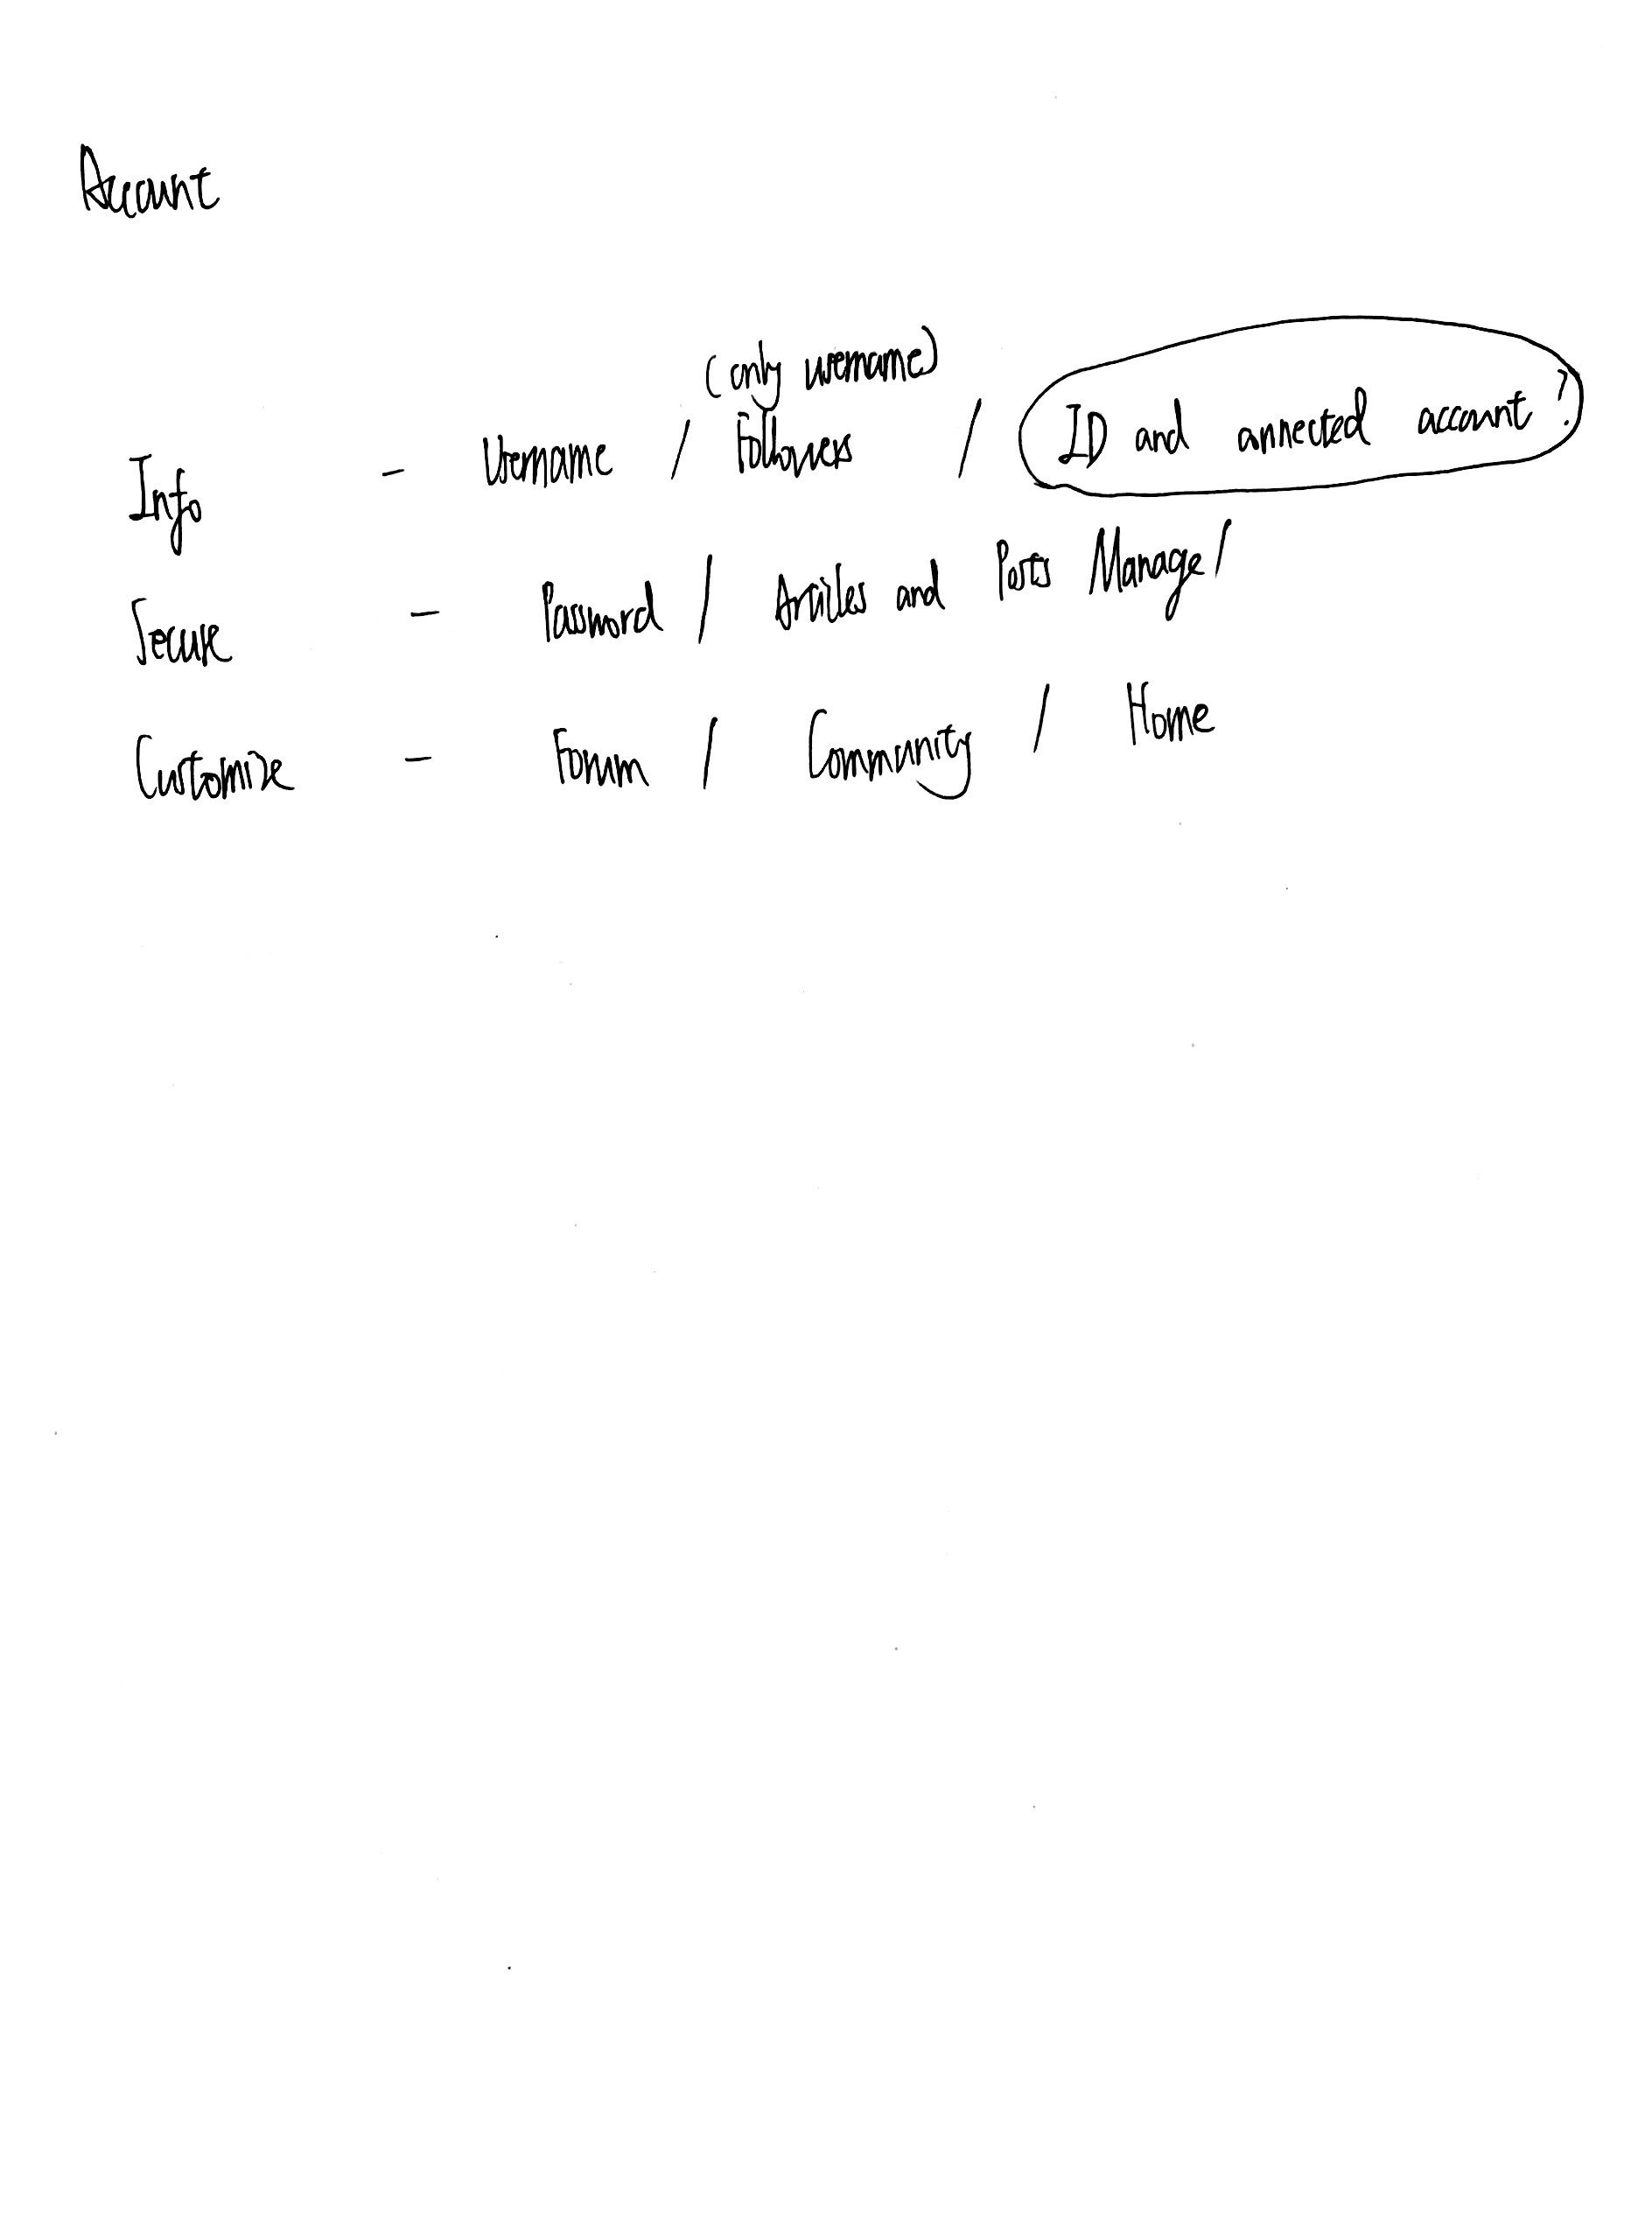 Account
(only username)
Info - Username / Followers / ID and connected account?
Secure - Password / Articles and Posts Manage /
Customize - Forum / Community / Home